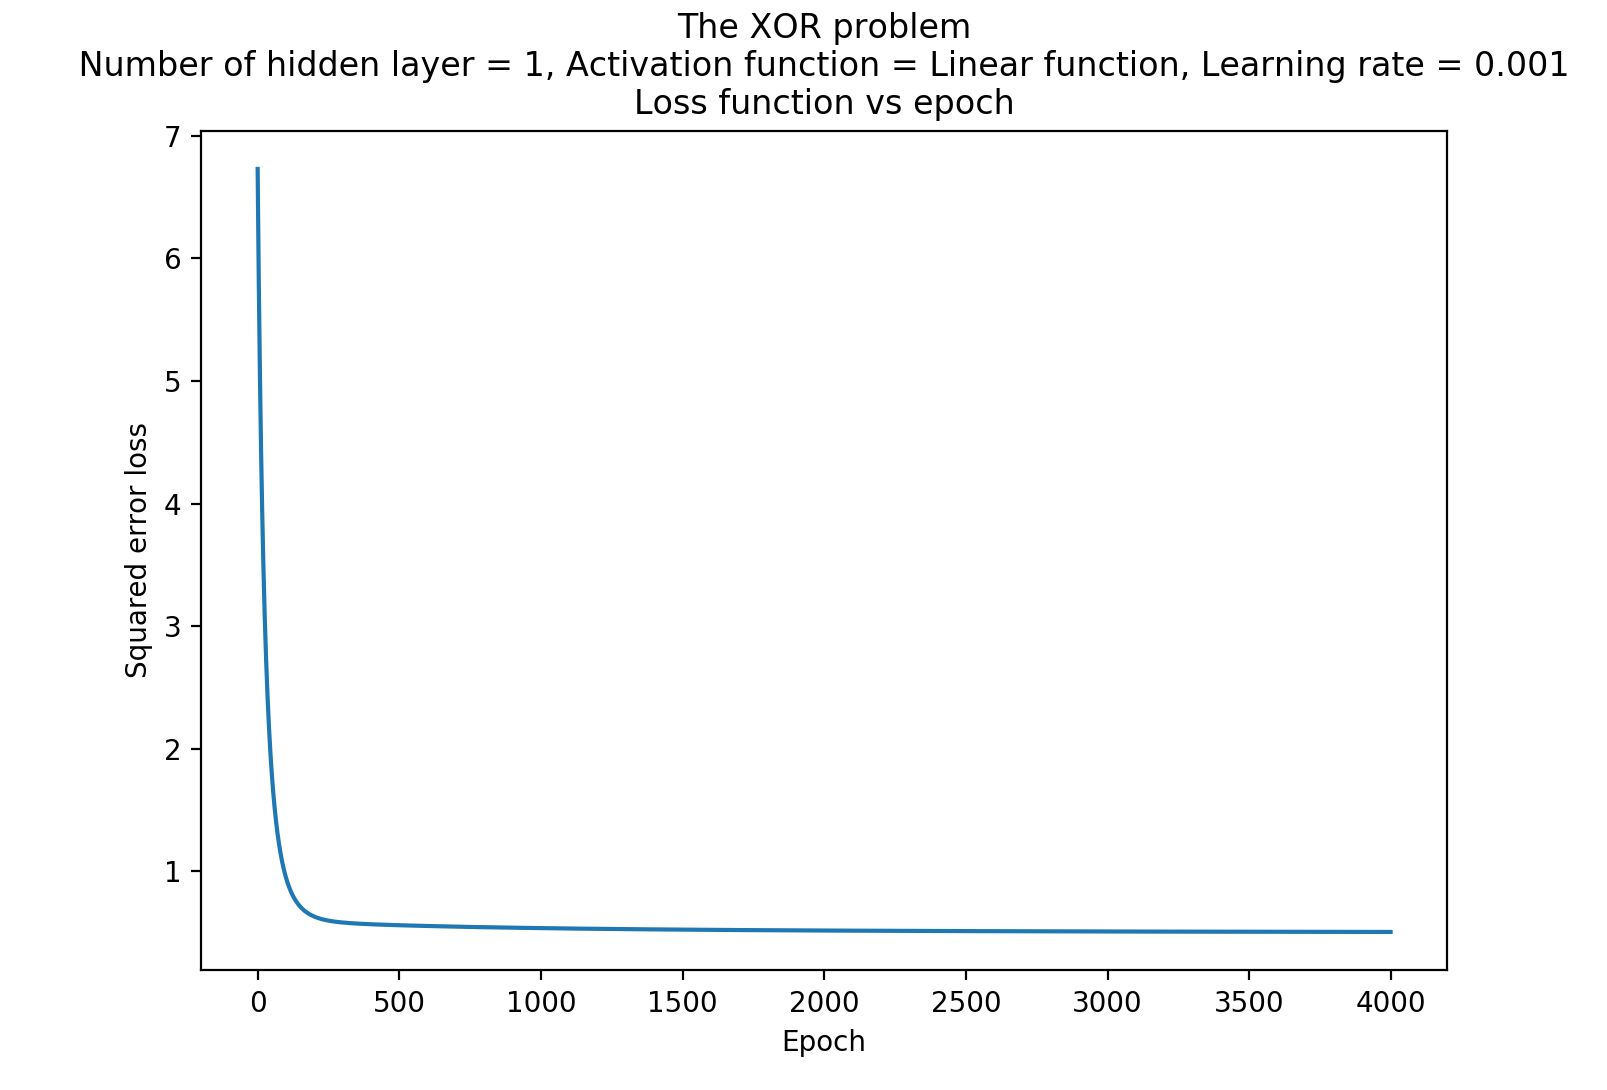 The XOR problem
Number of hidden layer = 1, Activation function = Linear function, Learning rate = 0.001
Loss function vs epoch
7
6
5
4
3
2
1
Squared error loss
0 500 1000 1500 2000 2500 3000 3500 4000
Epoch